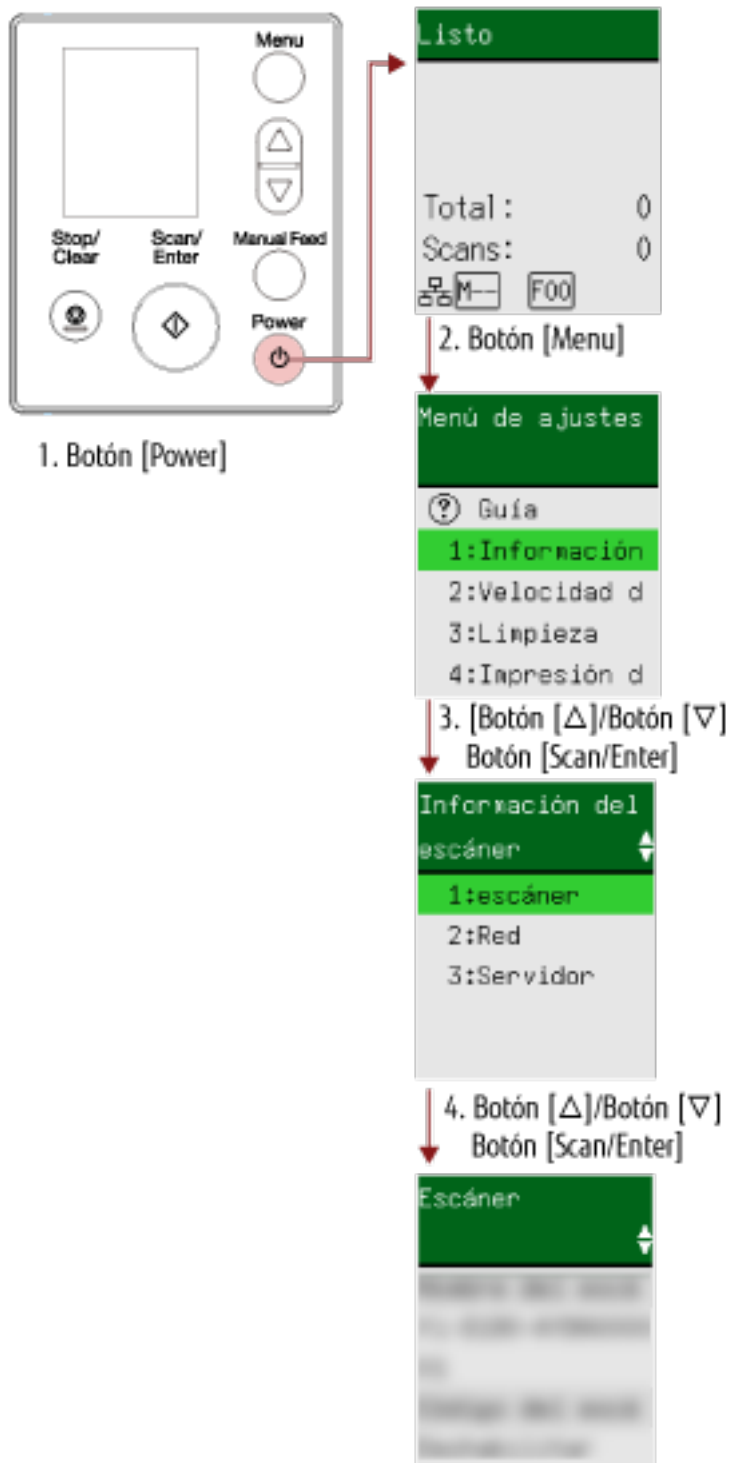 Menu
Stop/
Clear
Scan/
Enter
Manual Feed
Power
1. Botón [Power]
Listo
Total: 0
Scans: 0
M-- F00
2. Botón [Menu]
Menú de ajustes
? Guía
1:Información
2:Velocidad d
3:Limpieza
4:Impresión d
3. [Botón [△]/Botón [▽]
Botón [Scan/Enter]
Información del
escáner
1:escáner
2:Red
3:Servidor
4. Botón [△]/Botón [▽]
Botón [Scan/Enter]
Escáner